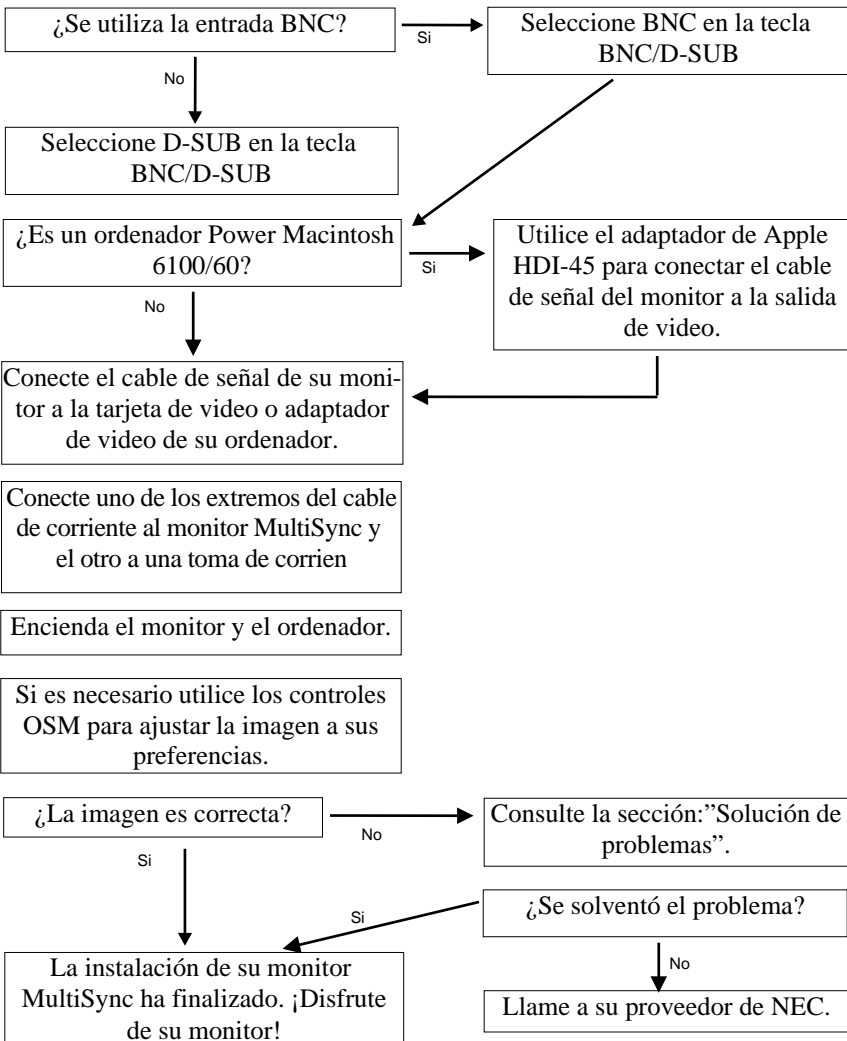 ¿Se utiliza la entrada BNC?
Si
Seleccione BNC en la tecla
BNC/D-SUB
No
Seleccione D-SUB en la tecla
BNC/D-SUB
¿Es un ordenador Power Macintosh
6100/60?
Si
Utilice el adaptador de Apple
HDI-45 para conectar el cable
de señal del monitor a la salida
de video.
No
Conecte el cable de señal de su moni-
tor a la tarjeta de video o adaptador
de video de su ordenador.
Conecte uno de los extremos del cable
de corriente al monitor MultiSync y
el otro a una toma de corrien
Encienda el monitor y el ordenador.
Si es necesario utilice los controles
OSM para ajustar la imagen a sus
preferencias.
¿La imagen es correcta?
No
Consulte la sección:”Solución de
problemas”.
Si
¿Se solventó el problema?
Si
No
La instalación de su monitor
MultiSync ha finalizado. ¡Disfrute
de su monitor!
Llame a su proveedor de NEC.